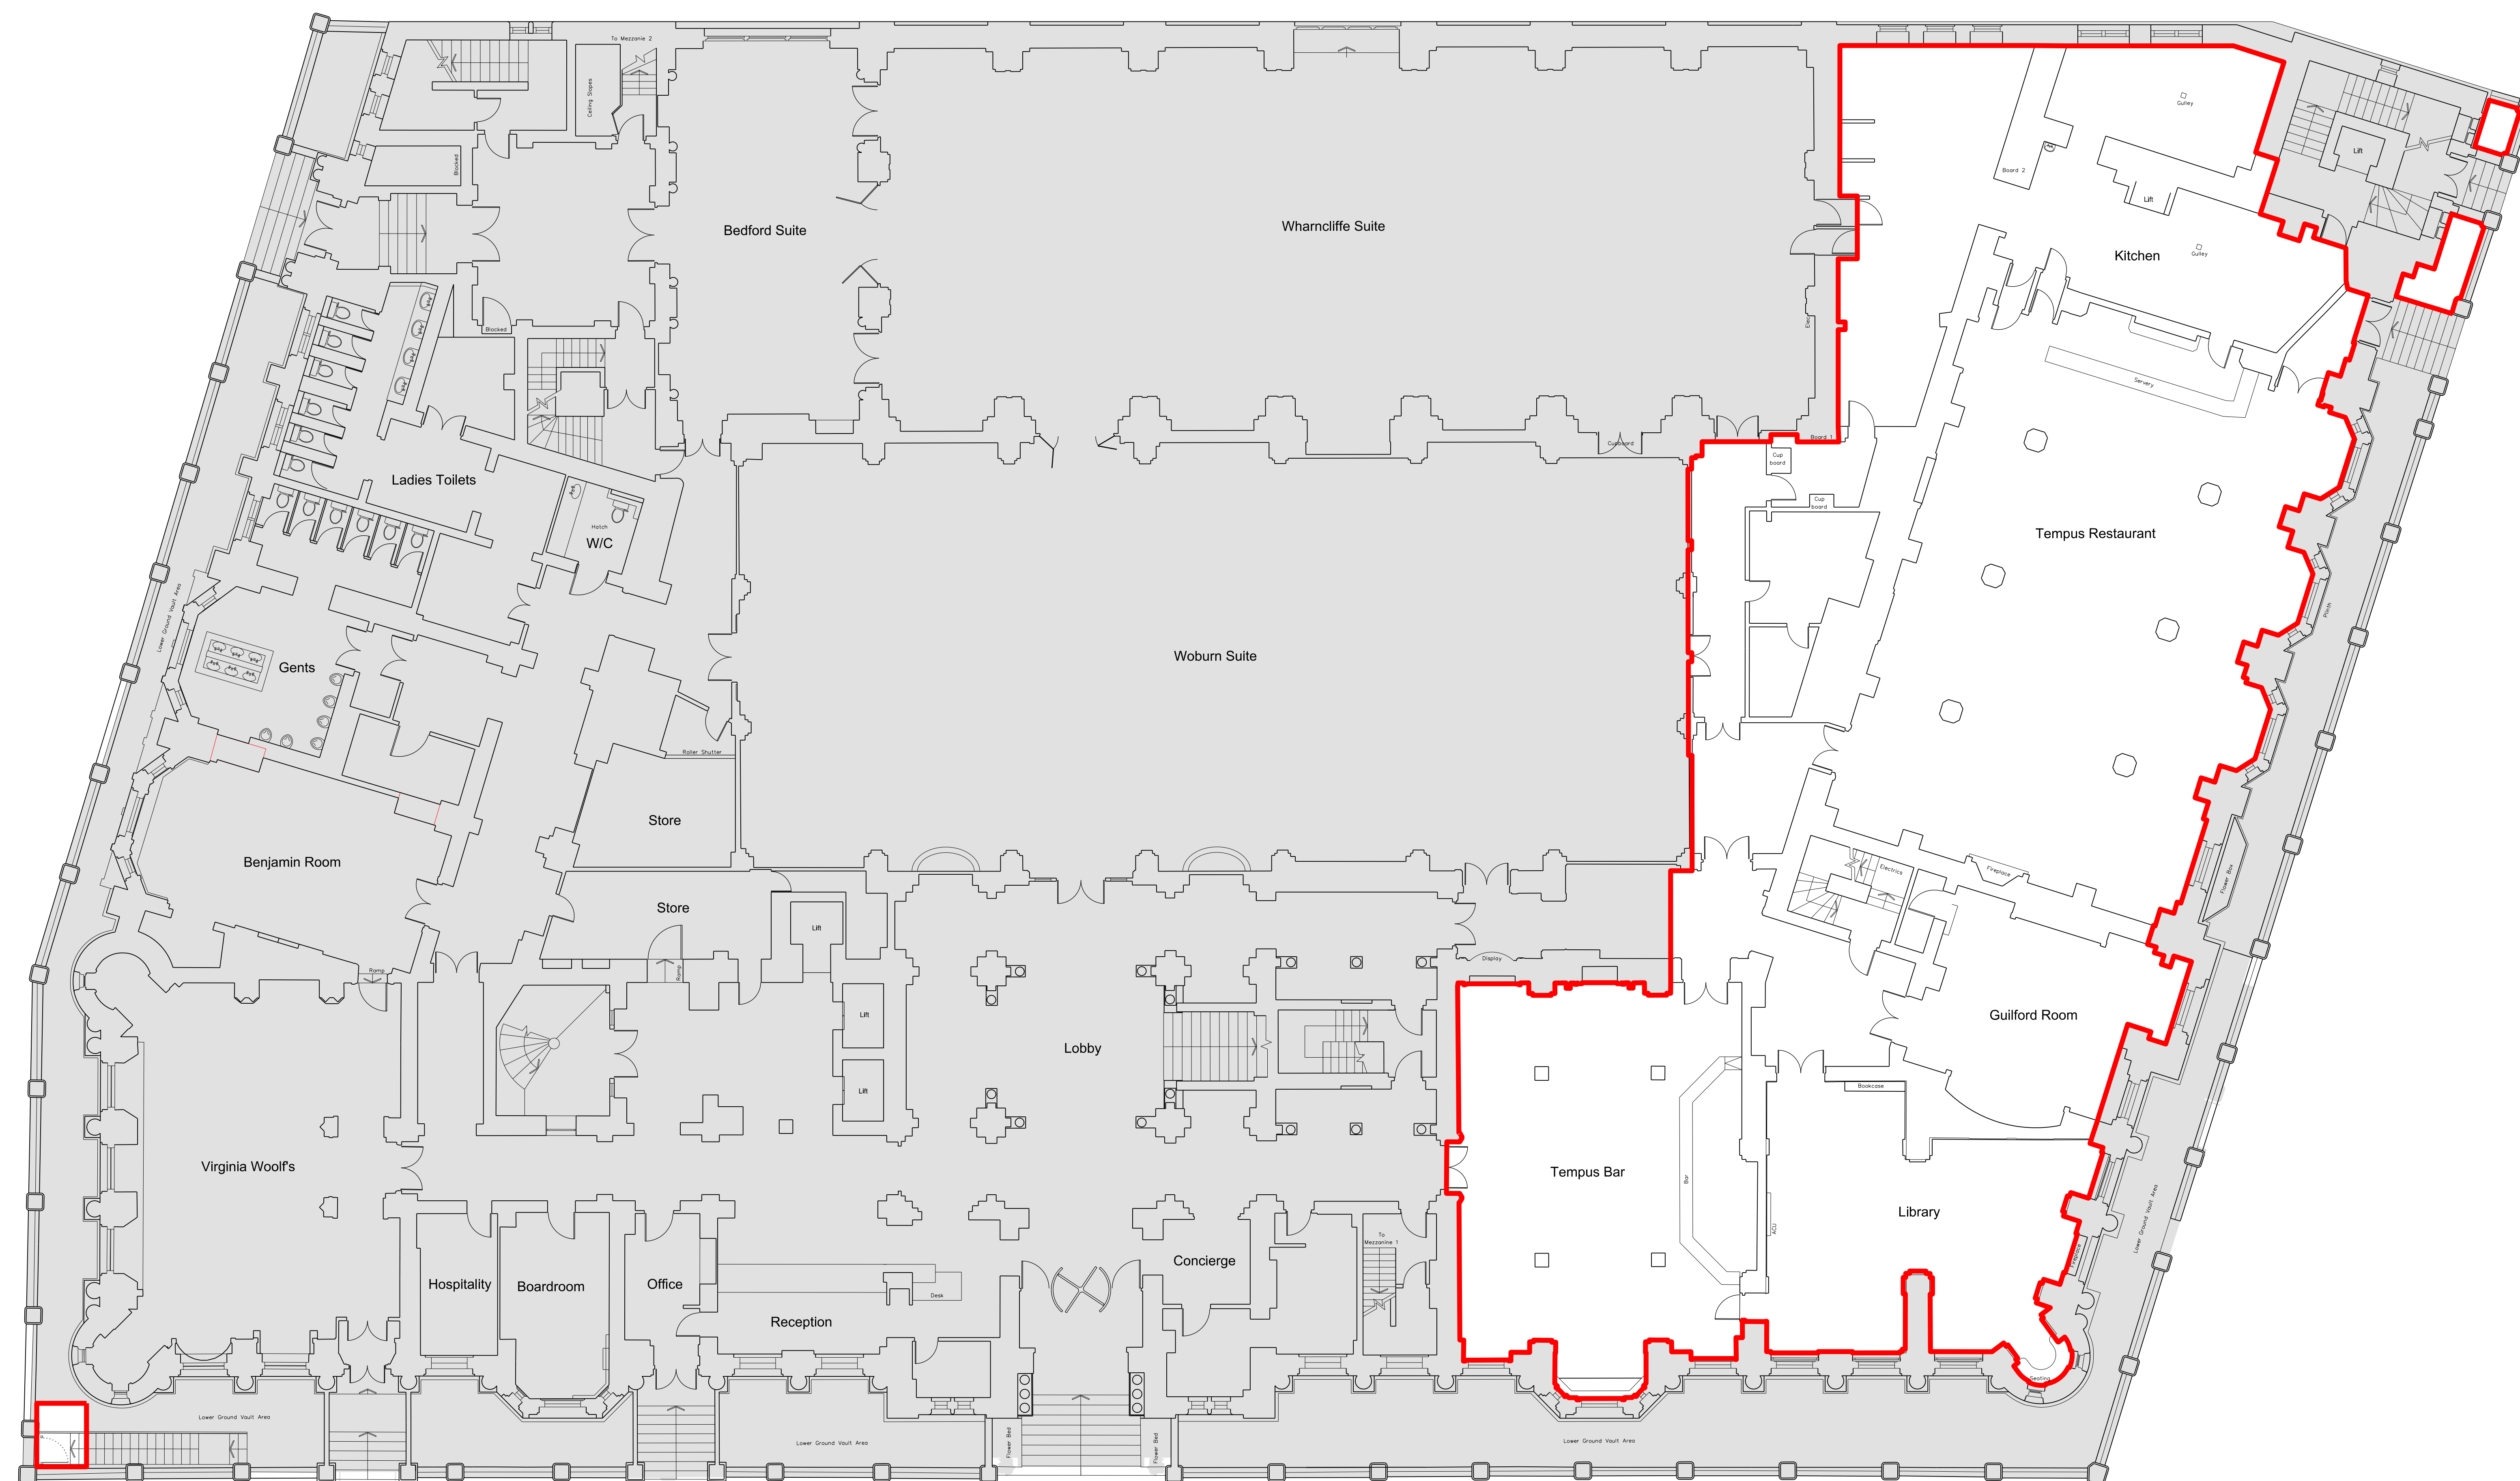 To Mezzanie 2
Ceiling Slopes
Blocked
Gulley
Lift
Board 2
Lift
Bedford Suite
Wharncliffe Suite
Kitchen
Gulley
Blocked
Elec
Servery
Cupboard
Board 1
Cup
board
Ladies Toilets
Cup
board
Hatch
W/C
Tempus Restaurant
Lower Ground Vault Area
Plinth
Gents
Woburn Suite
Roller Shutter
Store
Benjamin Room
Electrics
Fireplace
Flower Box
Store
Lift
Display
Ramp
Ramp
Lift
Lobby
Guilford Room
Lift
Bookcase
Virginia Woolf's
Tempus Bar
Bar
Library
ACU
Lower Ground Vault Area
To
Mezzanine 1
Fireplace
Hospitality
Boardroom
Office
Concierge
Desk
Reception
Seating
Lower Ground Vault Area
Lower Ground Vault Area
Flower Bed
Flower Bed
Lower Ground Vault Area